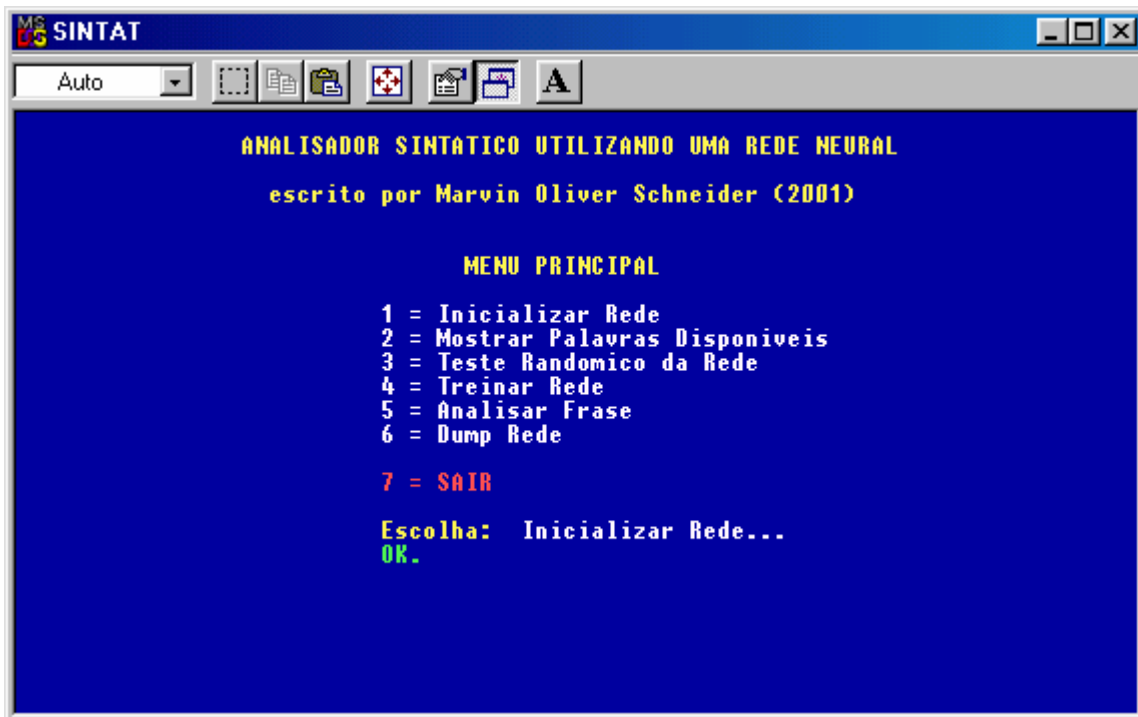 SINTAT
Auto
A
ANALISADOR SINTATICO UTILIZANDO UMA REDE NEURAL
escrito por Marvin Oliver Schneider (2001)
MENU PRINCIPAL
1 = Inicializar Rede
2 = Mostrar Palavras Disponiveis
3 = Teste Randomico da Rede
4 = Treinar Rede
5 = Analisar Frase
6 = Dump Rede
7 = SAIR
Escolha: Inicializar Rede...
OK.